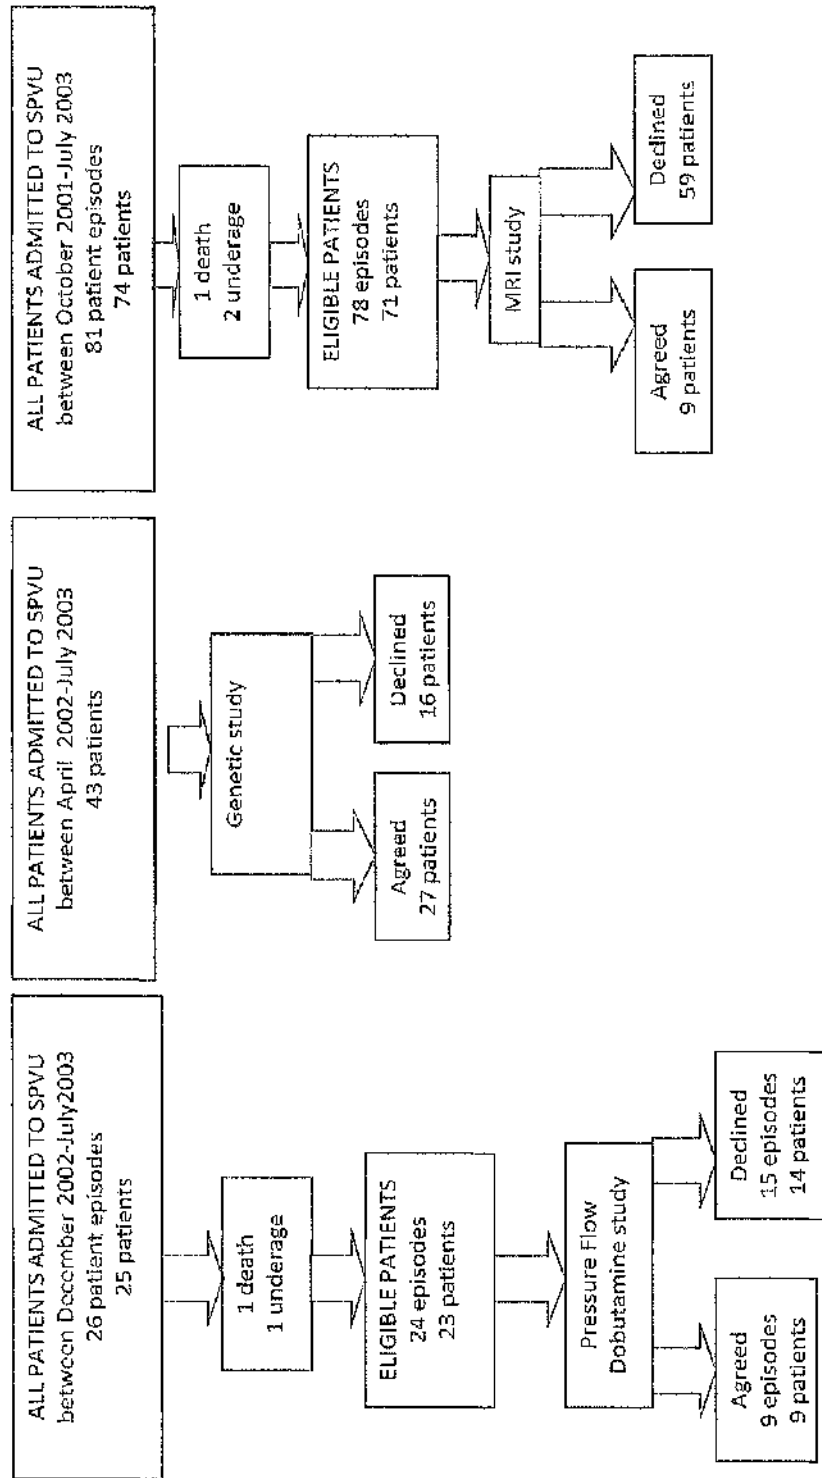 ALL PATIENTS ADMITTED TO SPVU
between December 2002-July2003
26 patient episodes
25 patients
1 death
1 underage
ELIGIBLE PATIENTS
24 episodes
23 patients
Pressure Flow
Dobutamine study
Agreed
9 episodes
9 patients
Declined
15 episodes
14 patients
ALL PATIENTS ADMITTED TO SPVU
between April 2002-July 2003
43 patients
Genetic study
Agreed
27 patients
Declined
16 patients
ALL PATIENTS ADMITTED TO SPVU
between October 2001-July 2003
81 patient episodes
74 patients
1 death
2 underage
ELIGIBLE PATIENTS
78 episodes
71 patients
MRI study
Agreed
9 patients
Declined
59 patients